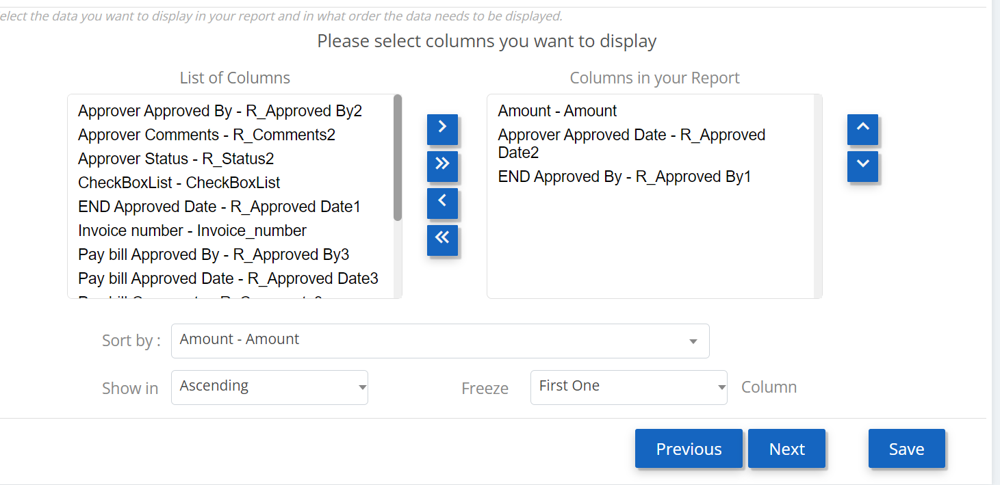 elect the data you want to display in your report and in what order the data needs to be displayed.
Please select columns you want to display
List of Columns
Approver Approved By - R_Approved By2
Approver Comments - R_Comments2
Approver Status - R_Status2
CheckBoxList - CheckBoxList
END Approved Date - R_Approved Date1
Invoice number - Invoice_number
Pay bill Approved By - R_Approved By3
Pay bill Approved Date - R_Approved Date3
Columns in your Report
Amount - Amount
Approver Approved Date - R_Approved
Date2
END Approved By - R_Approved By1
Sort by :
Amount - Amount
Show in
Ascending
Freeze
First One
Column
Previous
Next
Save